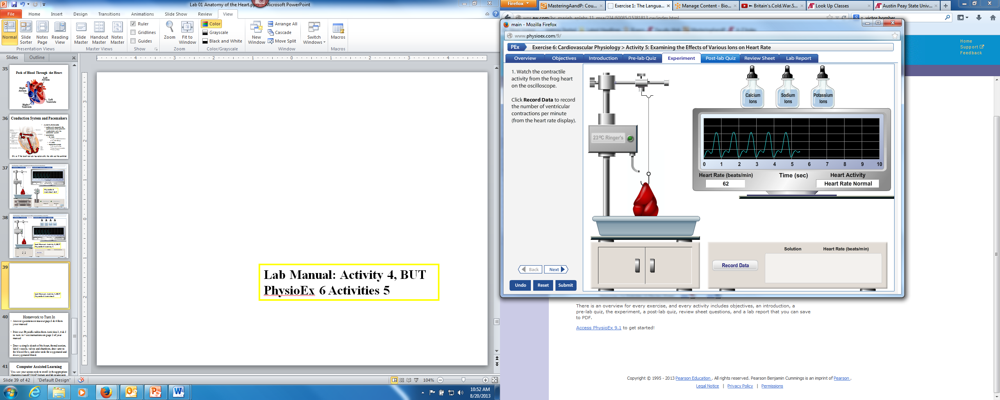 Lab 01 Anatomy of the Heart.pptx - Microsoft PowerPoint
File Home Insert Design Transitions Animations Slide Show Review View
Normal Slide Sorter Notes Page Reading View
Presentation Views
Slide Master Handout Master Notes Master
Master Views
Ruler
Gridlines
Guides
Show
Zoom Fit to Window
Zoom
Color
Grayscale
Black and White
Color/Grayscale
New Window
Arrange All
Cascade
Move Split
Switch Windows
Window
Macros
Macros
Slides Outline
4 3 2 1 0 1 2 3 4
35
Path of Blood Through the Heart
Left Atrium
Right Atrium
Left Ventricle
Right Ventricle
36
Conduction System and Pacemakers
37
PhysioEx 6
Activities 1 & 2
38
Lab Manual: Activity 3, BUT
PhysioEx 6 Activity 4
39
Lab Manual: Activity 4, BUT
PhysioEx 6 Activities 5
40
Homework to Turn In
Answer questions on tear-out page 3 & 4 from your manual
Print out PhysioEx tables from Activities 3, 4 & 5 to turn in – see instructions on page 2 of your manual
Draw a simple sketch of the heart, frontal section, label vessels, valves and chambers, draw arrows for blood flow, and color code for oxygenated and de-oxygenated blood.
41
Computer Assisted Learning
You use your access code to enroll in the appropriate
Lab Manual: Activity 4, BUT
PhysioEx 6 Activities 5
Slide 39 of 42 "Default Design" 104%
10:52 AM
8/20/2013
Firefox
MasteringAandP: Cou...
Exercise 1: The Langua...
Manage Content - Bio...
Britain's.Cold.War.S...
Look Up Classes
Austin Peay State Univ...
wps.aw.com/bc_marieb_aplabs_11_msa/234/60085/15381813.cw/index.html
victor bomber
Home
Support
Feedback
main - Mozilla Firefox
www.physioex.com/9/
PEx Exercise 6: Cardiovascular Physiology > Activity 5: Examining the Effects of Various Ions on Heart Rate
Overview Objectives Introduction Pre-lab Quiz Experiment Post-lab Quiz Review Sheet Lab Report
1. Watch the contractile
activity from the frog heart
on the oscilloscope.
Click Record Data to record
the number of ventricular
contractions per minute
(from the heart rate display).
Back Next
Undo Reset Submit
23ºC Ringer's
Calcium Ions
Sodium Ions
Potassium Ions
0 1 2 3 4 5 6 7 8 9 10
Heart Rate (beats/min) Time (sec) Heart Activity
62 Heart Rate Normal
Solution Heart Rate (beats/min)
Record Data
There is an overview for every exercise, and every activity includes objectives, an introduction, a
pre-lab quiz, the experiment, a post-lab quiz, review sheet questions, and a lab report that you can save
to PDF.
Access PhysioEx 9.1 to get started!
Copyright © 1995 - 2013 Pearson Education . All rights reserved. Pearson Benjamin Cummings is an imprint of Pearson .
Legal Notice | Privacy Policy | Permissions